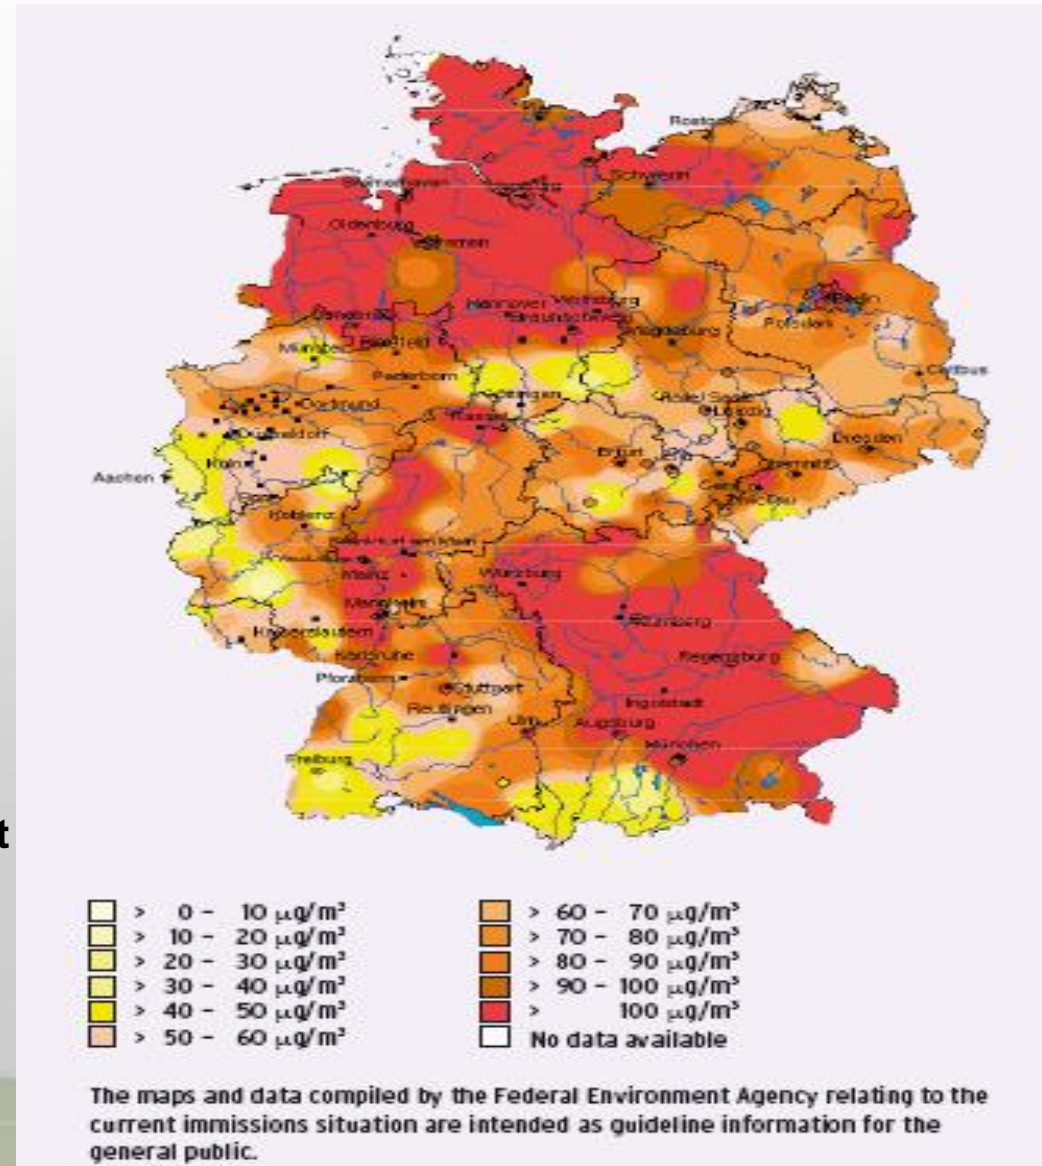 Rostock
Schwerin
Bremerhaven
Oldenburg
Bremen
Berlin
Hannover Wolfsburg
Braunschweig
Osnabrück
Potsdam
Magdeburg
Münster
Bielefeld
Cottbus
Paderborn
Göttingen
Halle/Saale
Dortmund
Leipzig
Kassel
Düsseldorf
Dresden
Erfurt
Köln
Chemnitz
Aachen
Gera
Zwickau
Bonn
Koblenz
Frankfurt am Main
Mainz
Würzburg
Mannheim
Nürnberg
Kaiserslautern
Karlsruhe
Regensburg
Pforzheim
Stuttgart
Ingolstadt
Reutlingen
Ulm
Augsburg
München
Freiburg
t
> 0 - 10 µg/m³
> 10 - 20 µg/m³
> 20 - 30 µg/m³
> 30 - 40 µg/m³
> 40 - 50 µg/m³
> 50 - 60 µg/m³
> 60 - 70 µg/m³
> 70 - 80 µg/m³
> 80 - 90 µg/m³
> 90 - 100 µg/m³
> 100 µg/m³
No data available
The maps and data compiled by the Federal Environment Agency relating to the
current immissions situation are intended as guideline information for the
general public.